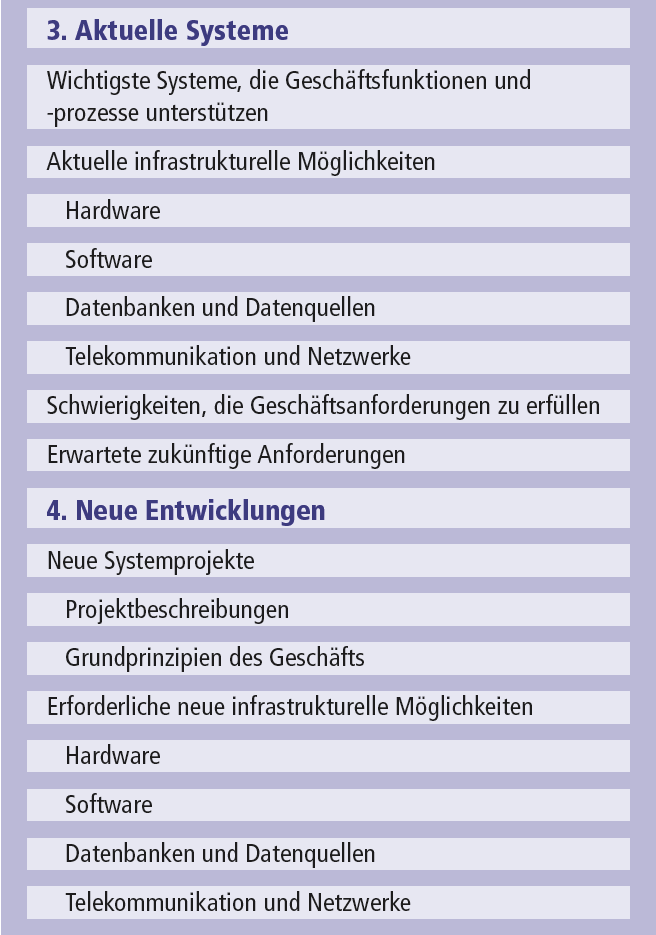 3. Aktuelle Systeme
Wichtigste Systeme, die Geschäftsfunktionen und
-prozesse unterstützen
Aktuelle infrastrukturelle Möglichkeiten
Hardware
Software
Datenbanken und Datenquellen
Telekommunikation und Netzwerke
Schwierigkeiten, die Geschäftsanforderungen zu erfüllen
Erwartete zukünftige Anforderungen
4. Neue Entwicklungen
Neue Systemprojekte
Projektbeschreibungen
Grundprinzipien des Geschäfts
Erforderliche neue infrastrukturelle Möglichkeiten
Hardware
Software
Datenbanken und Datenquellen
Telekommunikation und Netzwerke